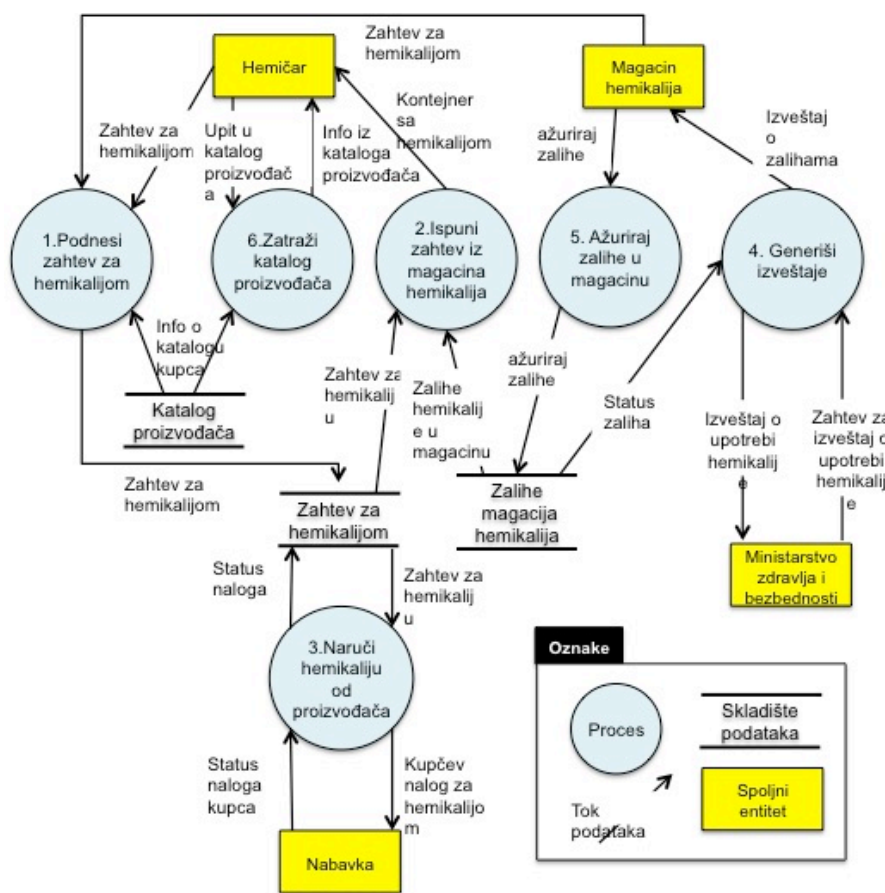 Zahtev za
hemikalijom
Hemičar
Magacin
hemikalija
Zahtev za
hemikalijom
Upit u
katalog
proizvođač
a
Info iz
kataloga
proizvođača
Kontejner
sa
hemikalijom
ažuriraj
zalihe
Izveštaj
o
zalihama
1.Podnesi
zahtev za
hemikalijom
6.Zatraži
katalog
proizvođača
2.Ispuni
zahtev iz
magacina
hemikalija
5. Ažuriraj
zalihe u
magacinu
4. Generiši
izveštaje
Info o
katalogu
kupca
Zahtev za
hemikalij
u
Zalihe
hemikalij
e u
magacinu
ažuriraj
zalihe
Status
zaliha
Izveštaj o
upotrebi
hemikalij
e
Zahtev za
izveštaj o
upotrebi
hemikalij
e
Katalog
proizvođača
Zahtev za
hemikalijom
Zahtev za
hemikalijom
Zalihe
magacija
hemikalija
Ministarstvo
zdravlja i
bezbednosti
Status
naloga
Zahtev za
hemikalij
u
3.Naruči
hemikaliju
od
proizvođača
Status
naloga
kupca
Kupčev
nalog za
hemikalijo
m
Nabavka
Oznake
Proces
Skladište
podataka
Tok
podataka
Spoljni
entitet